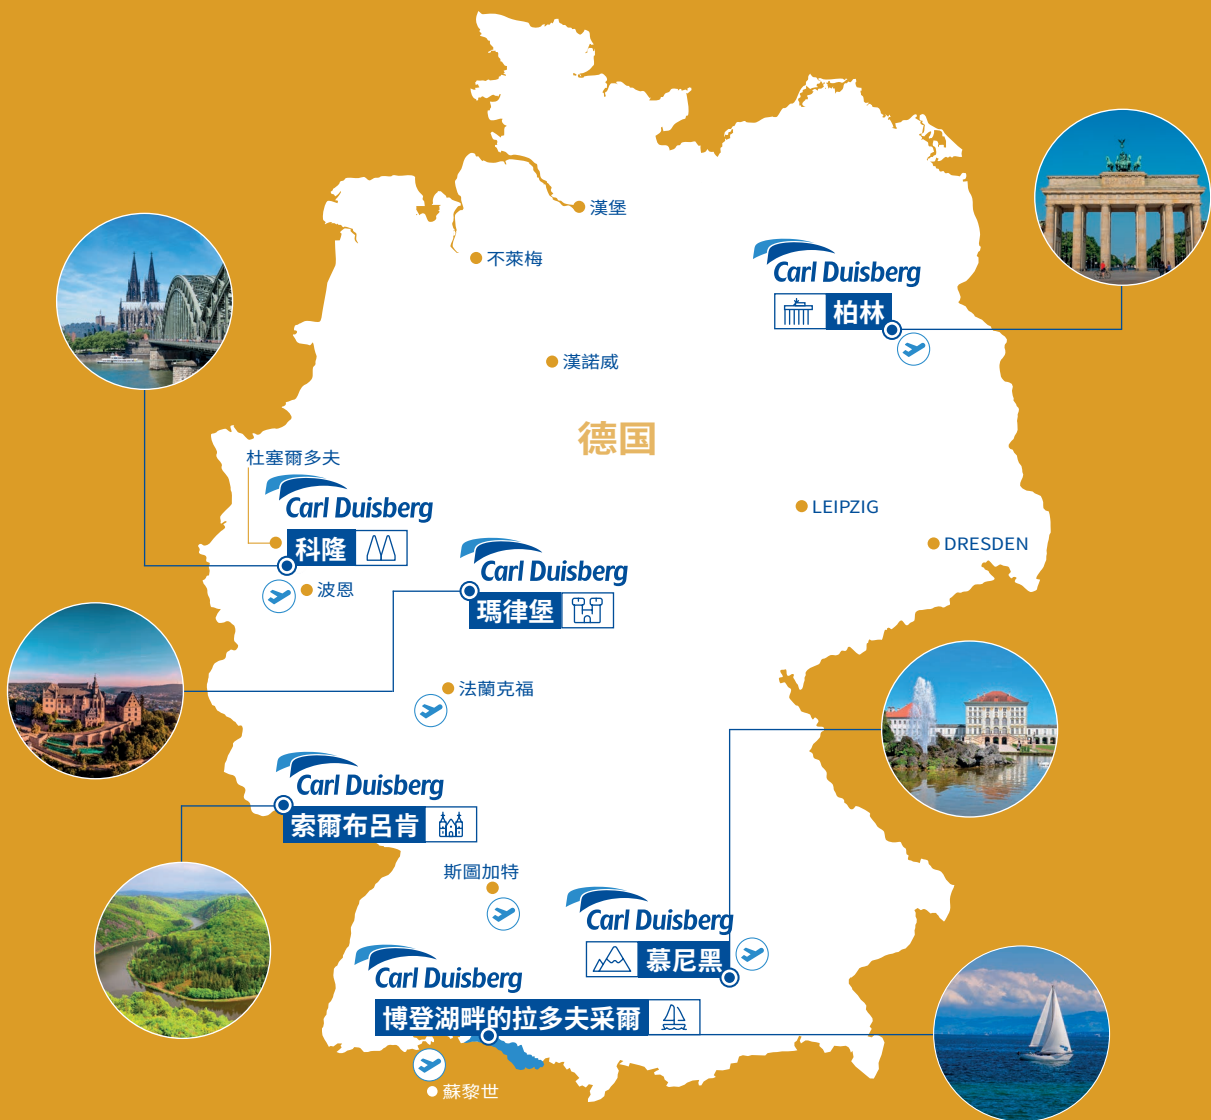 漢堡
不萊梅
Carl Duisberg
柏林
漢諾威
德国
杜塞爾多夫
Carl Duisberg
科隆
LEIPZIG
DRESDEN
波恩
Carl Duisberg
瑪律堡
法蘭克福
Carl Duisberg
索爾布呂肯
斯圖加特
Carl Duisberg
慕尼黑
Carl Duisberg
博登湖畔的拉多夫采爾
蘇黎世